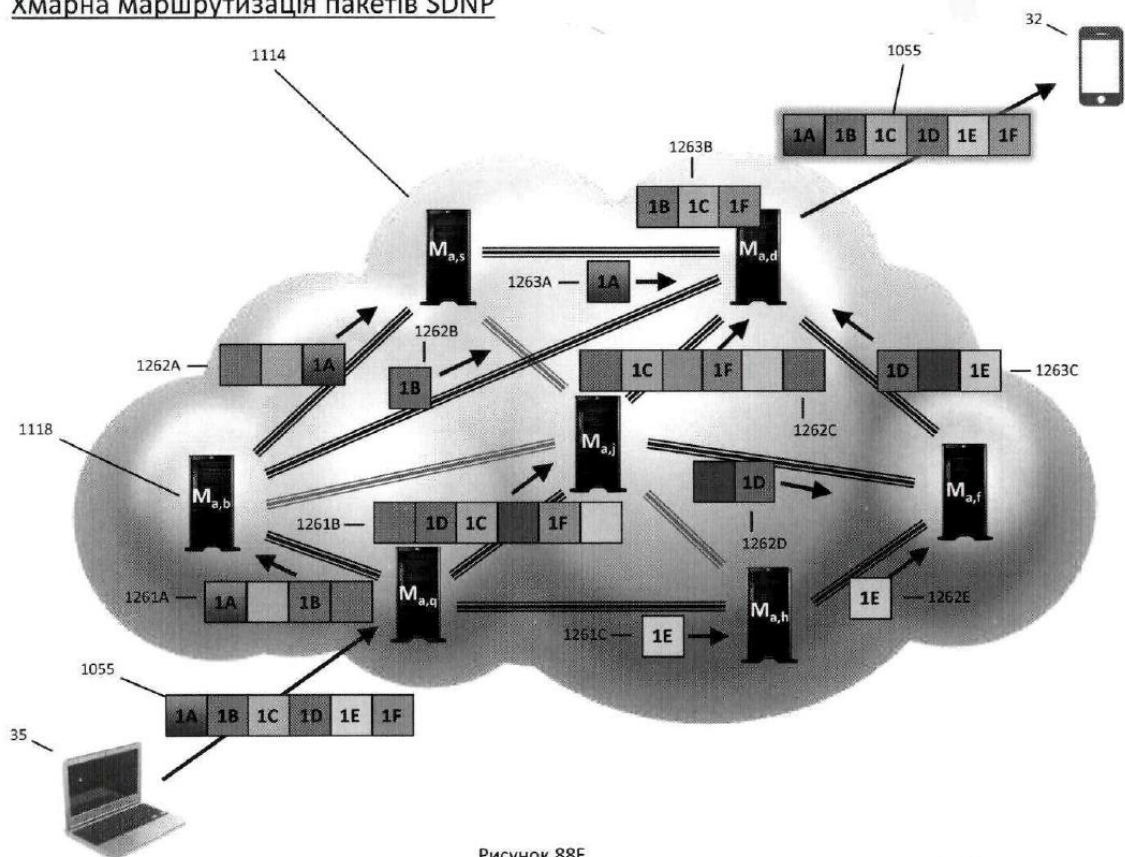 Хмарна маршрутизація пакетів SDNP
32
1114
1055
1A 1B 1C 1D 1E 1F
1263B
1B 1C 1F
Ma,s
Ma,d
1263A
1A
1262B
1262A
1A
1B
1C 1F
1D 1E
1263C
1262C
1118
Ma,j
Ma,b
Ma,f
1D
1261B
1D 1C 1F
1262D
1261A
1A 1B
Ma,q
Ma,h
1E
1262E
1261C
1E
1055
1A 1B 1C 1D 1E 1F
35
Рисунок 88F